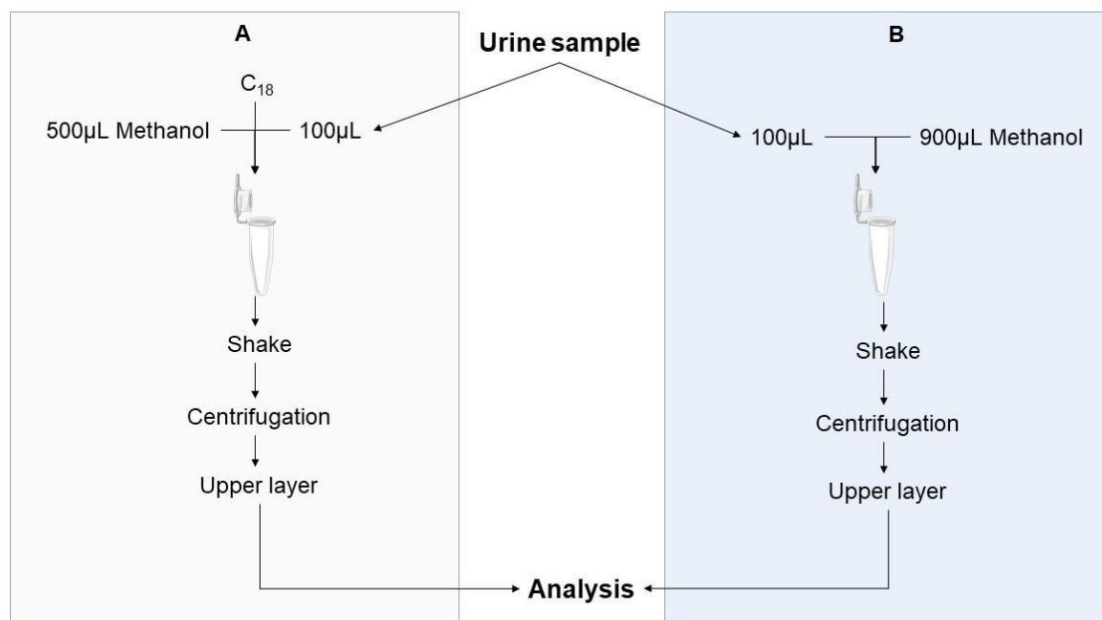 A
Urine sample
B
C₁₈
500µL Methanol
100µL
100µL
900µL Methanol
Shake
Shake
Centrifugation
Centrifugation
Upper layer
Upper layer
Analysis